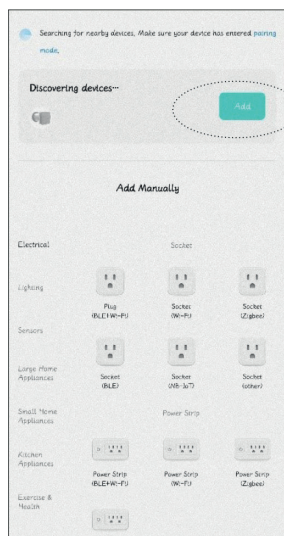 Searching for nearby devices, Make sure your device has entered pairing
mode.
Discovering devices...
Add
Add Manually
Electrical
Socket
Lighting
Plug
(BLE+Wi-Fi)
Socket
(Wi-Fi)
Socket
(Zigbee)
Sensors
Large Home
Appliances
Socket
(BLE)
Socket
(NB-IoT)
Socket
(other)
Small Home
Appliances
Power Strip
Kitchen
Appliances
Power Strip
(BLE+Wi-Fi)
Power Strip
(Wi-Fi)
Power Strip
(Zigbee)
Exercise &
Health